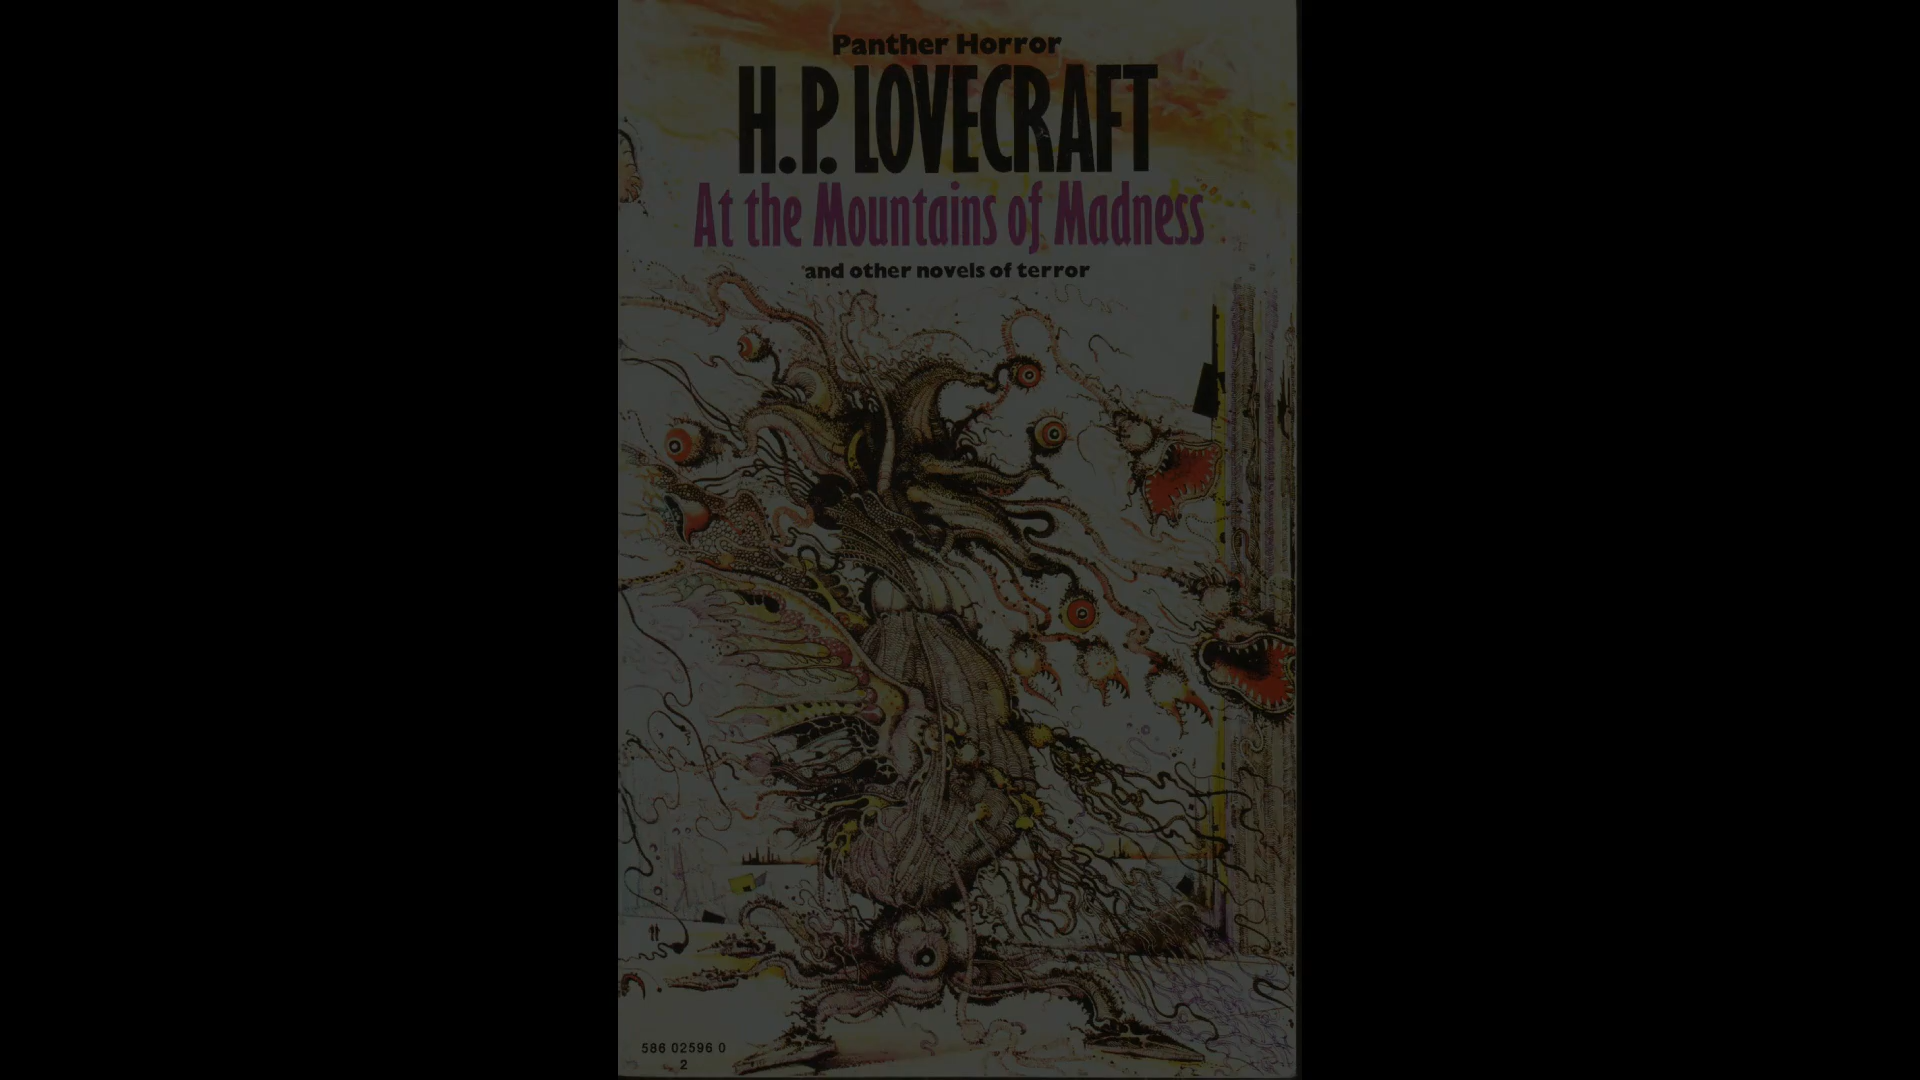 Panther Horror
H.P. LOVECRAFT
At the Mountains of Madness
and other novels of terror
586 02596 0
2